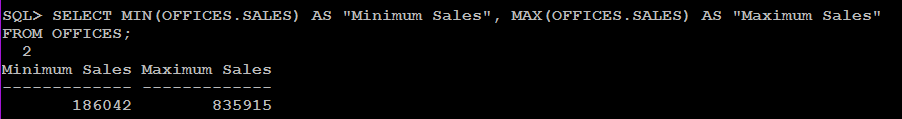 SQL> SELECT MIN(OFFICES.SALES) AS "Minimum Sales", MAX(OFFICES.SALES) AS "Maximum Sales"
FROM OFFICES;
  2
Minimum Sales Maximum Sales
------------- -------------
       186042        835915